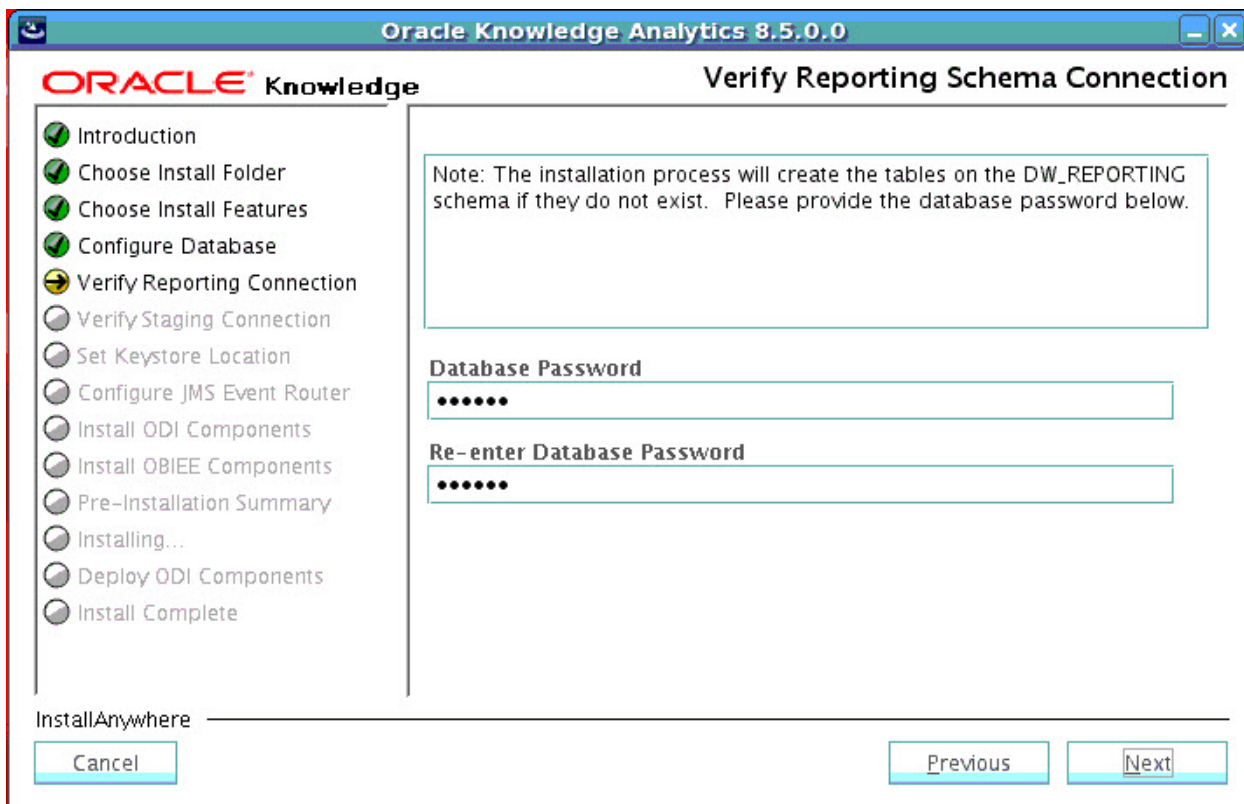 Oracle Knowledge Analytics 8.5.0.0
ORACLE Knowledge
Verify Reporting Schema Connection
Introduction
Choose Install Folder
Choose Install Features
Configure Database
Verify Reporting Connection
Verify Staging Connection
Set Keystore Location
Configure JMS Event Router
Install ODI Components
Install OBIEE Components
Pre-Installation Summary
Installing...
Deploy ODI Components
Install Complete
Note: The installation process will create the tables on the DW_REPORTING
schema if they do not exist. Please provide the database password below.
Database Password
••••••
Re-enter Database Password
••••••
InstallAnywhere
Cancel
Previous
Next